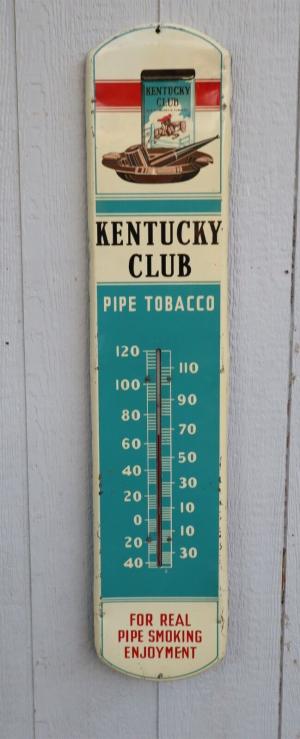 KENTUCKY
CLUB
KENTUCKY
CLUB
PIPE TOBACCO
120
110
100
90
80
70
60
50
40
30
20
10
0
10
20
30
40
FOR REAL
PIPE SMOKING
ENJOYMENT